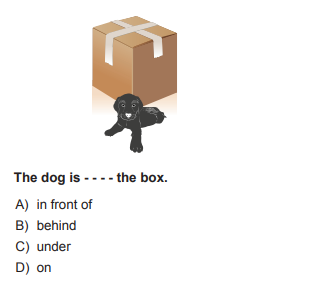 The dog is - - - - the box.
A) in front of
B) behind
C) under
D) on